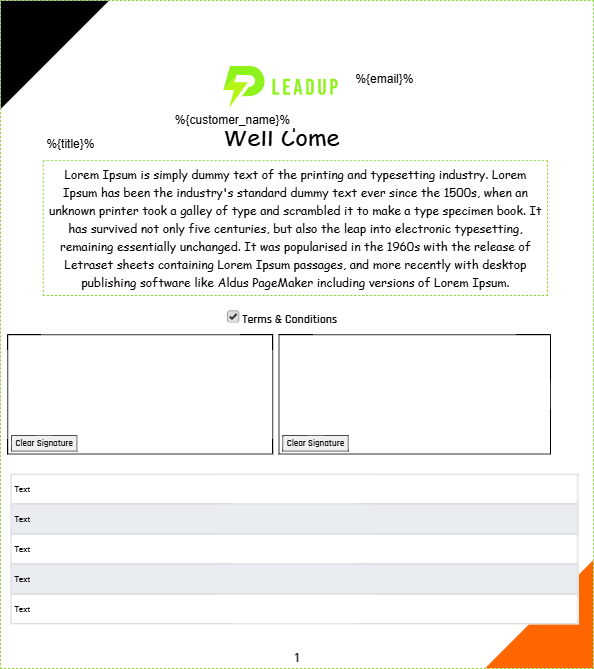 LEADUP
%{email}%
%{customer_name}%
%{title}%
Well Come
Lorem Ipsum is simply dummy text of the printing and typesetting industry. Lorem
Ipsum has been the industry's standard dummy text ever since the 1500s, when an
unknown printer took a galley of type and scrambled it to make a type specimen book. It
has survived not only five centuries, but also the leap into electronic typesetting,
remaining essentially unchanged. It was popularised in the 1960s with the release of
Letraset sheets containing Lorem Ipsum passages, and more recently with desktop
publishing software like Aldus PageMaker including versions of Lorem Ipsum.
Terms & Conditions
Clear Signature
Clear Signature
Text
Text
Text
Text
Text
1